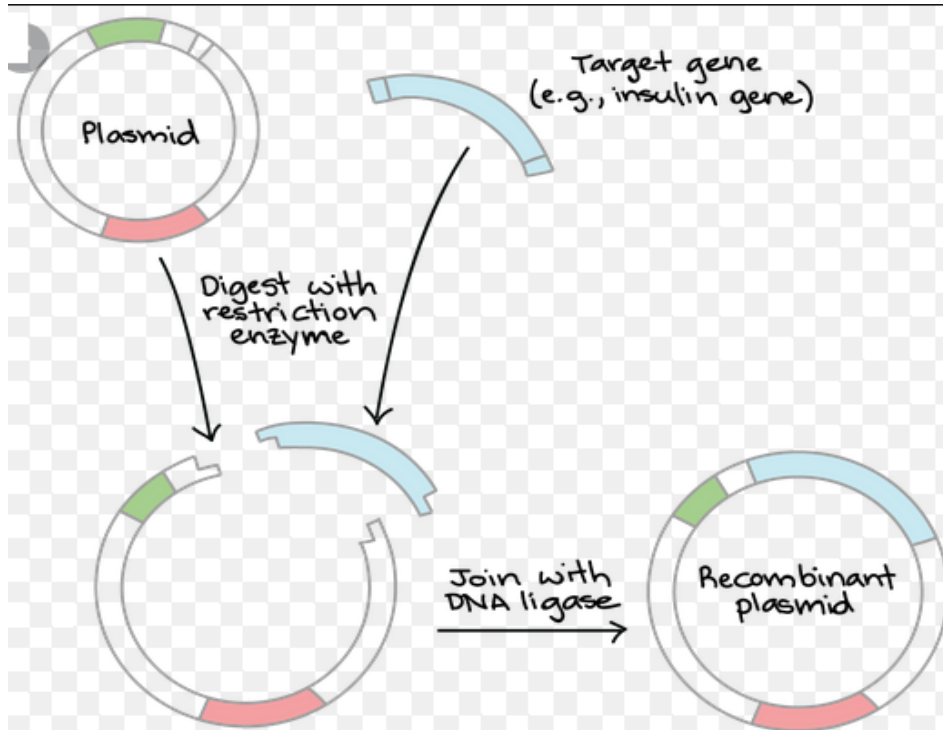 Plasmid
Target gene
(e.g., insulin gene)
Digest with
restriction
enzyme
Join with
DNA ligase
Recombinant
plasmid